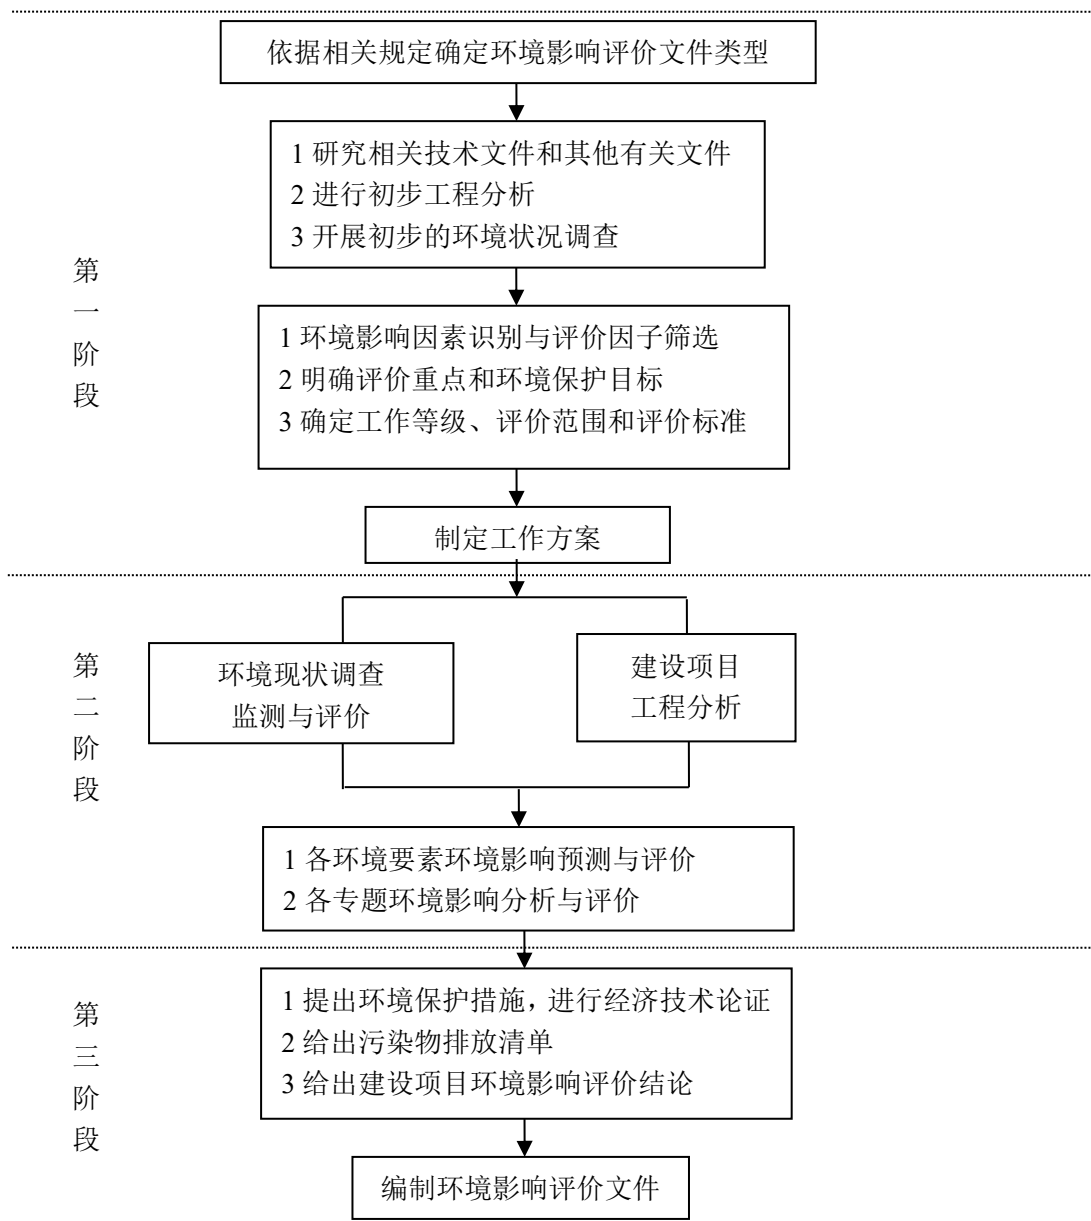 依据相关规定确定环境影响评价文件类型
1 研究相关技术文件和其他有关文件
2 进行初步工程分析
3 开展初步的环境状况调查
第
一
阶
段
1 环境影响因素识别与评价因子筛选
2 明确评价重点和环境保护目标
3 确定工作等级、评价范围和评价标准
制定工作方案
第
二
阶
段
环境现状调查
监测与评价
建设项目
工程分析
1 各环境要素环境影响预测与评价
2 各专题环境影响分析与评价
第
三
阶
段
1 提出环境保护措施，进行经济技术论证
2 给出污染物排放清单
3 给出建设项目环境影响评价结论
编制环境影响评价文件